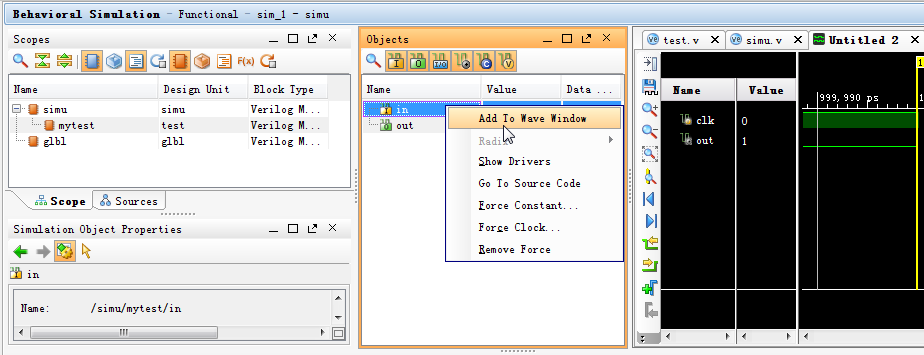 Behavioral Simulation - Functional - sim_1 - simu
Scopes
Name Design Unit Block Type
simu simu Verilog M...
mytest test Verilog M...
glbl glbl Verilog M...
Scope Sources
Simulation Object Properties
in
Name: /simu/mytest/in
Objects
Name Value Data ...
in
out
Add To Wave Window
Radix
Show Drivers
Go To Source Code
Force Constant...
Force Clock...
Remove Force
test.v simu.v Untitled 2
Name Value
999,990 ps
clk 0
out 1